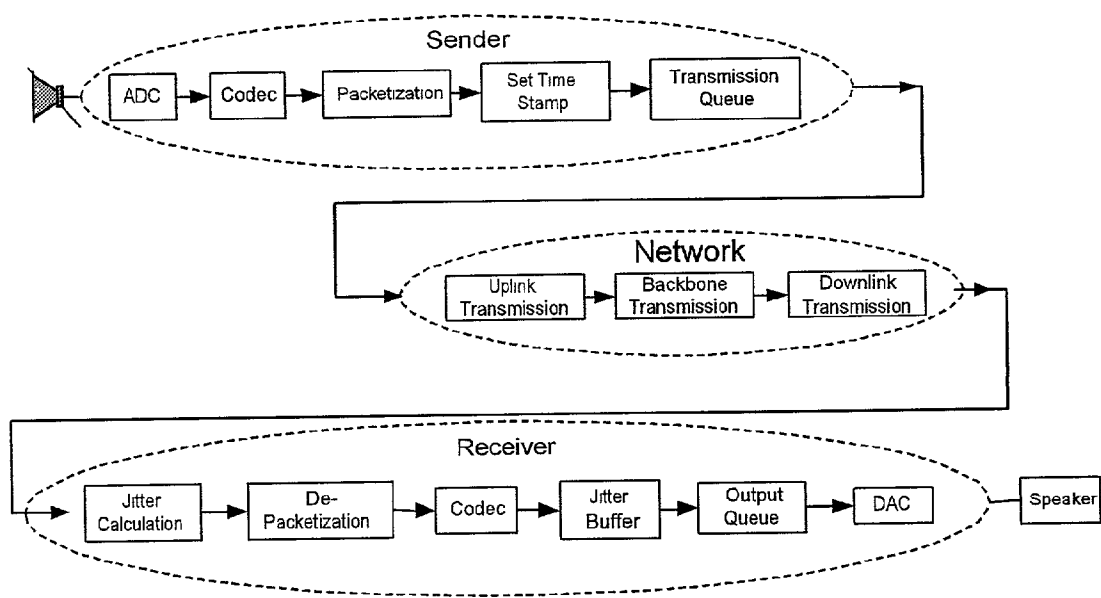 Sender
ADC
Codec
Packetization
Set Time
Stamp
Transmission
Queue
Network
Uplink
Transmission
Backbone
Transmission
Downlink
Transmission
Receiver
Jitter
Calculation
De-
Packetization
Codec
Jitter
Buffer
Output
Queue
DAC
Speaker